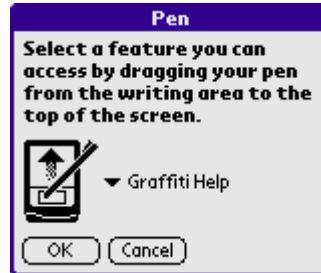 Pen
Select a feature you can
access by dragging your pen
from the writing area to the
top of the screen.
Graffiti Help
OK Cancel